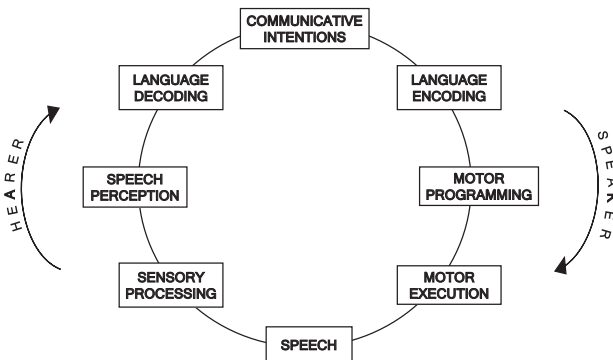 COMMUNICATIVE
INTENTIONS
LANGUAGE
DECODING
LANGUAGE
ENCODING
HEARER
SPEAKER
SPEECH
PERCEPTION
MOTOR
PROGRAMMING
SENSORY
PROCESSING
MOTOR
EXECUTION
SPEECH